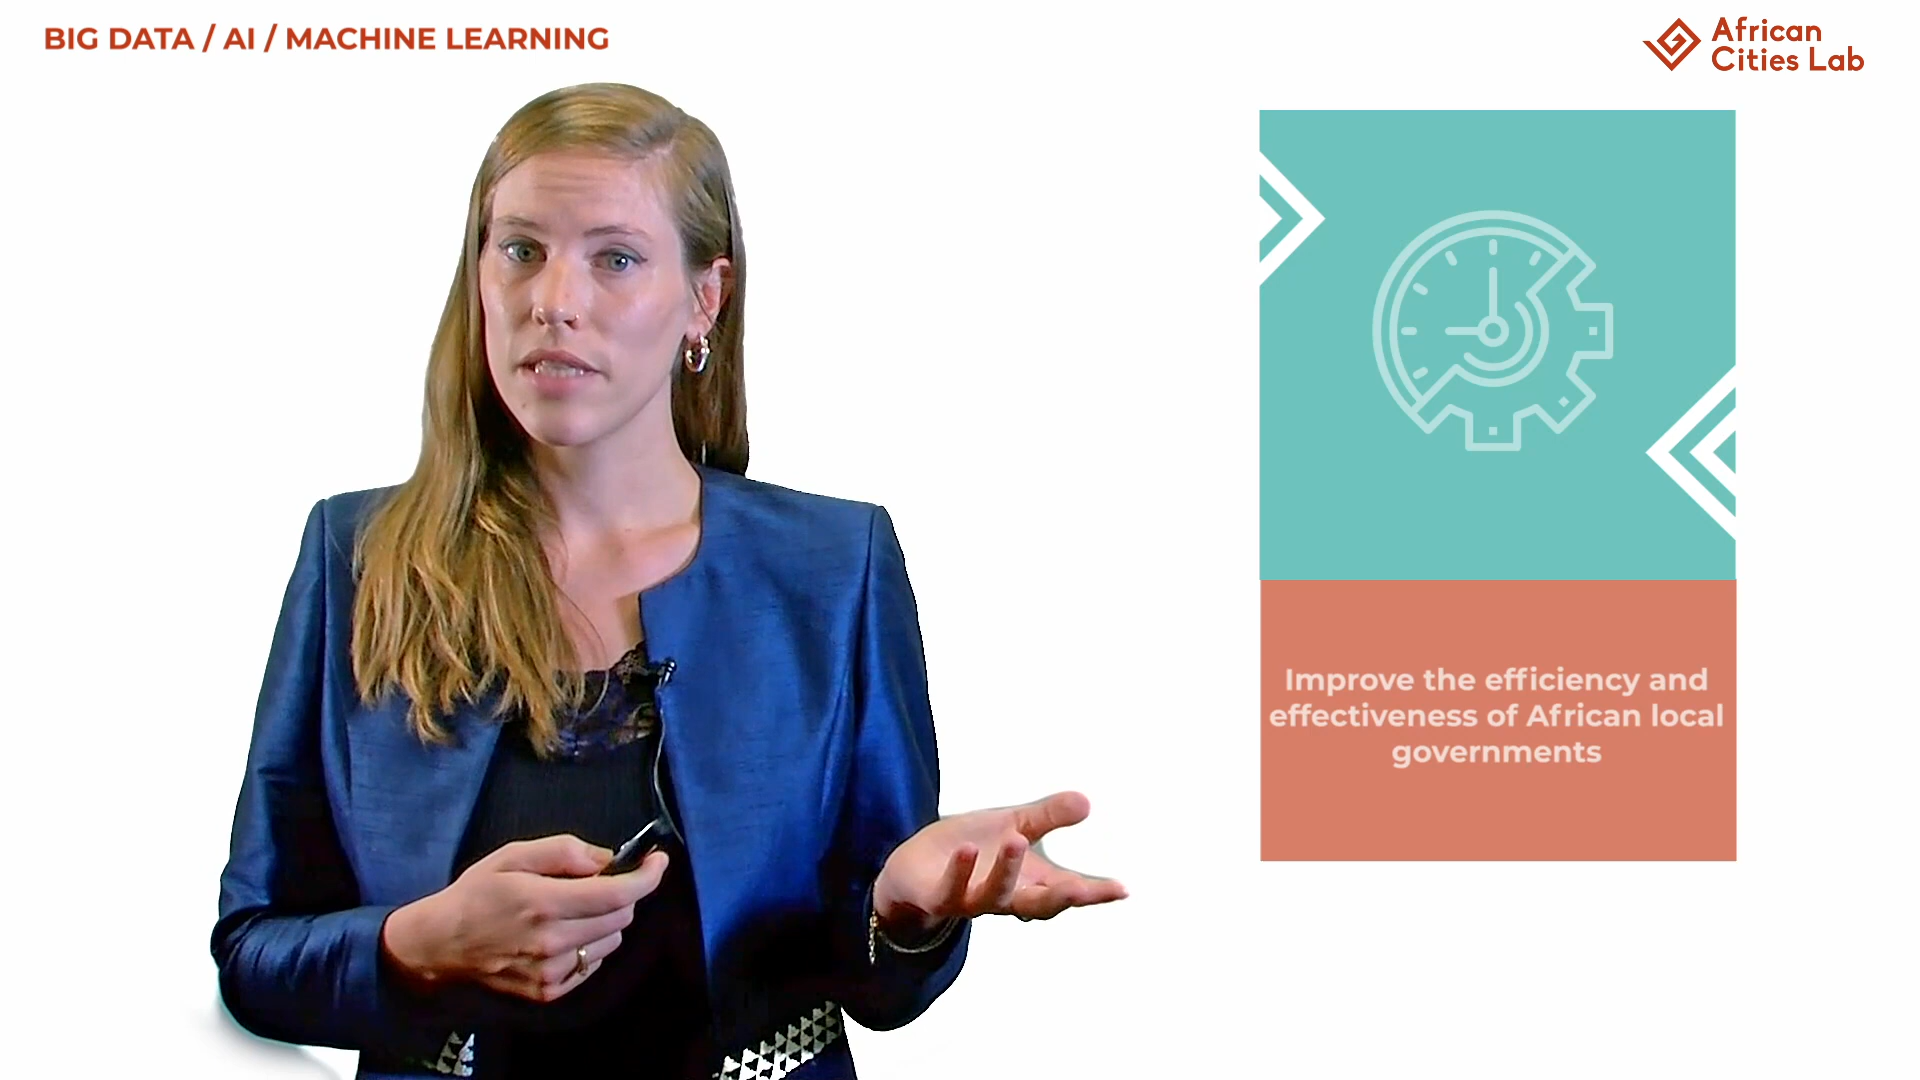 BIG DATA / AI / MACHINE LEARNING
African
Cities Lab
Improve the efficiency and
effectiveness of African local
governments